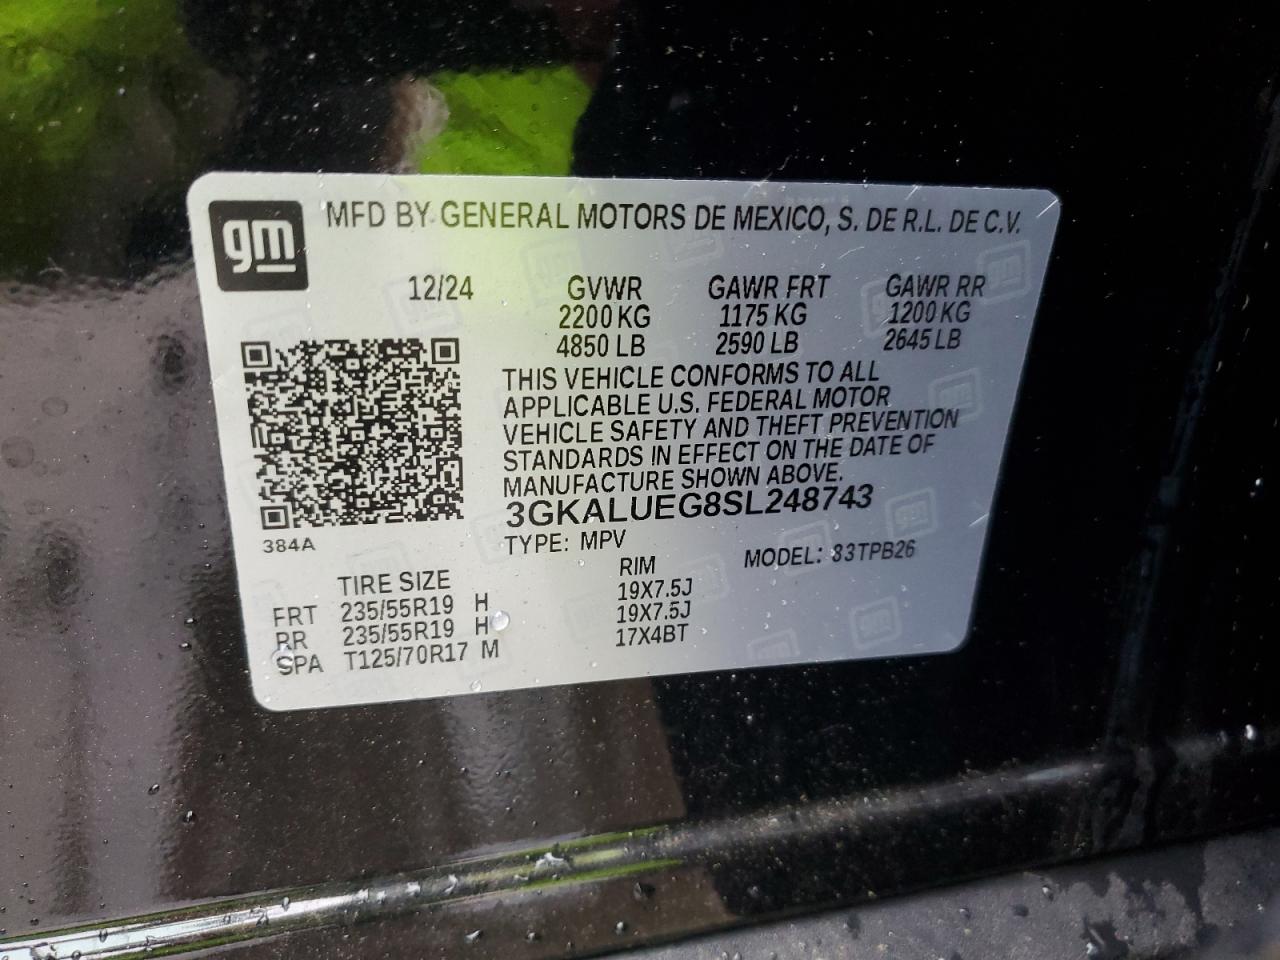 gm
MFD BY GENERAL MOTORS DE MEXICO, S. DE R.L. DE C.V.
12/24 GVWR GAWR FRT GAWR RR
2200 KG 1175 KG 1200 KG
4850 LB 2590 LB 2645 LB
THIS VEHICLE CONFORMS TO ALL
APPLICABLE U.S. FEDERAL MOTOR
VEHICLE SAFETY AND THEFT PREVENTION
STANDARDS IN EFFECT ON THE DATE OF
MANUFACTURE SHOWN ABOVE.
3GKALUEG8SL248743
384A
TYPE: MPV MODEL: 83TPB26
TIRE SIZE RIM
FRT 235/55R19 H 19X7.5J
RR 235/55R19 H 19X7.5J
SPA T125/70R17 M 17X4BT